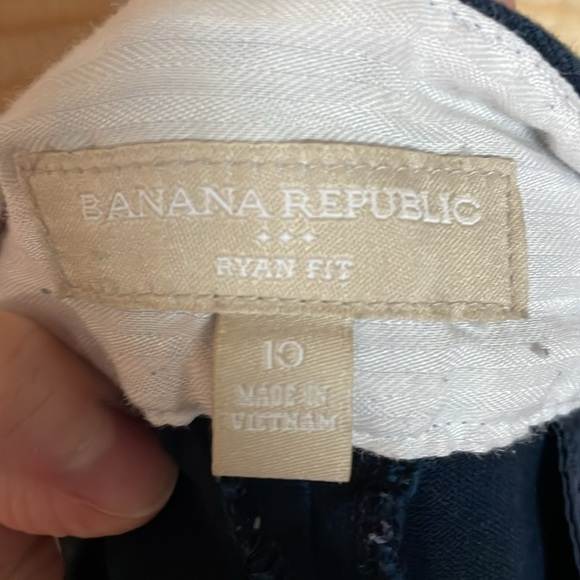 BANANA REPUBLIC
RYAN FIT
10
MADE IN
VIETNAM